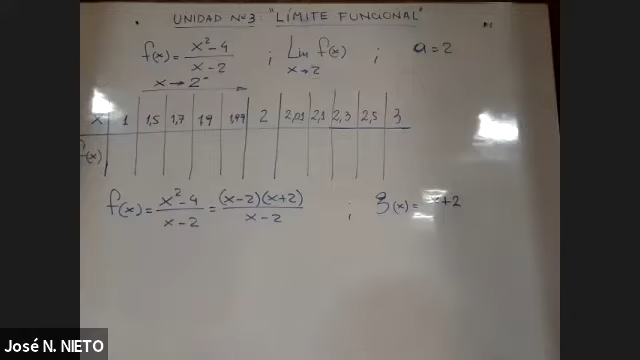 UNIDAD Nº3: "LÍMITE FUNCIONAL"
f(x) = x²-4 / x-2 ; Lim x→2 f(x) ; a=2
x→2⁻
x 1 1,5 1,7 1,9 1,99 2 2,01 2,1 2,3 2,5 3
f(x)
f(x) = x²-4 / x-2 = (x-2)(x+2) / x-2 ; g(x) = x+2
José N. NIETO